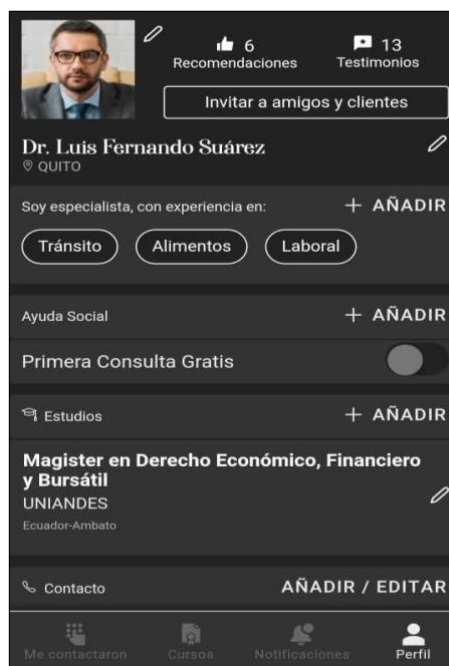 6
13
Recomendaciones
Testimonios
Invitar a amigos y clientes
Dr. Luis Fernando Suárez
QUITO
Soy especialista, con experiencia en:
+ AÑADIR
Tránsito
Alimentos
Laboral
Ayuda Social
+ AÑADIR
Primera Consulta Gratis
Estudios
+ AÑADIR
Magister en Derecho Económico, Financiero
y Bursátil
UNIANDES
Ecuador-Ambato
Contacto
AÑADIR / EDITAR
Me contactaron
Cursos
Notificaciones
Perfil